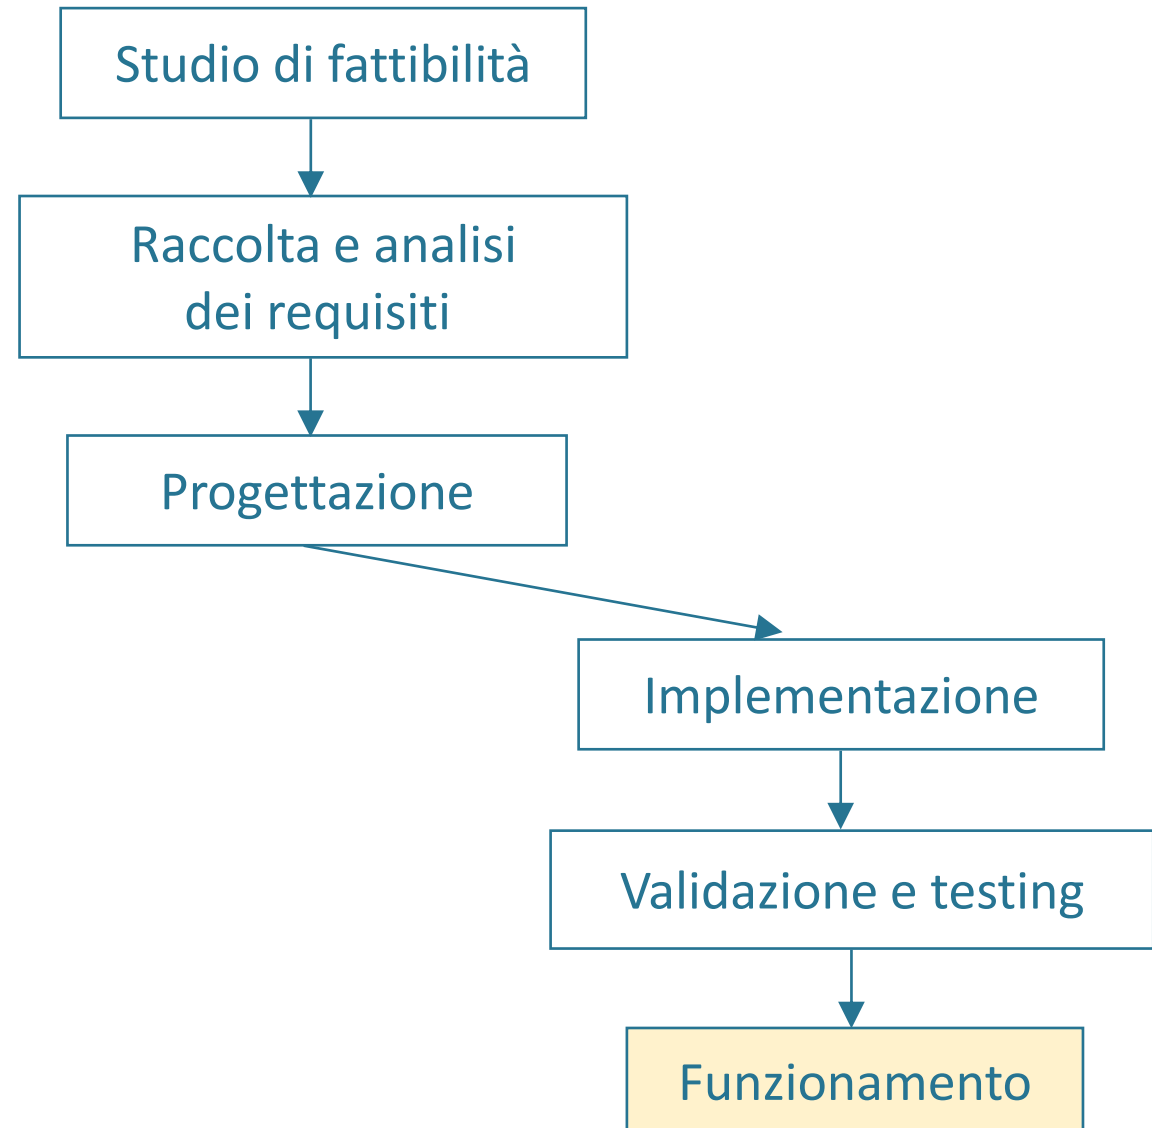 Studio di fattibilità
Raccolta e analisi
dei requisiti
Progettazione
Implementazione
Validazione e testing
Funzionamento